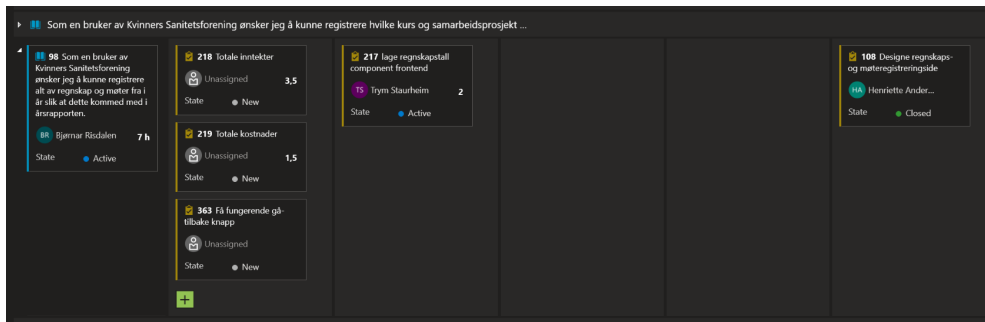 Som en bruker av Kvinners Sanitetsforening ønsker jeg å kunne registrere hvilke kurs og samarbeidsprosjekt ...
98 Som en bruker av
Kvinners Sanitetsforening
ønsker jeg å kunne registrere
alt av regnskap og møter fra i
år slik at dette kommed med i
årsrapporten.
BR Bjørnar Risdalen 7 h
State Active
218 Totale inntekter
Unassigned 3,5
State New
219 Totale kostnader
Unassigned 1,5
State New
363 Få fungerende gå-
tilbake knapp
Unassigned
State New
217 lage regnskapstall
component frontend
TS Trym Staurheim 2
State Active
108 Designe regnskaps-
og møteregistreringside
HA Henriette Ander...
State Closed